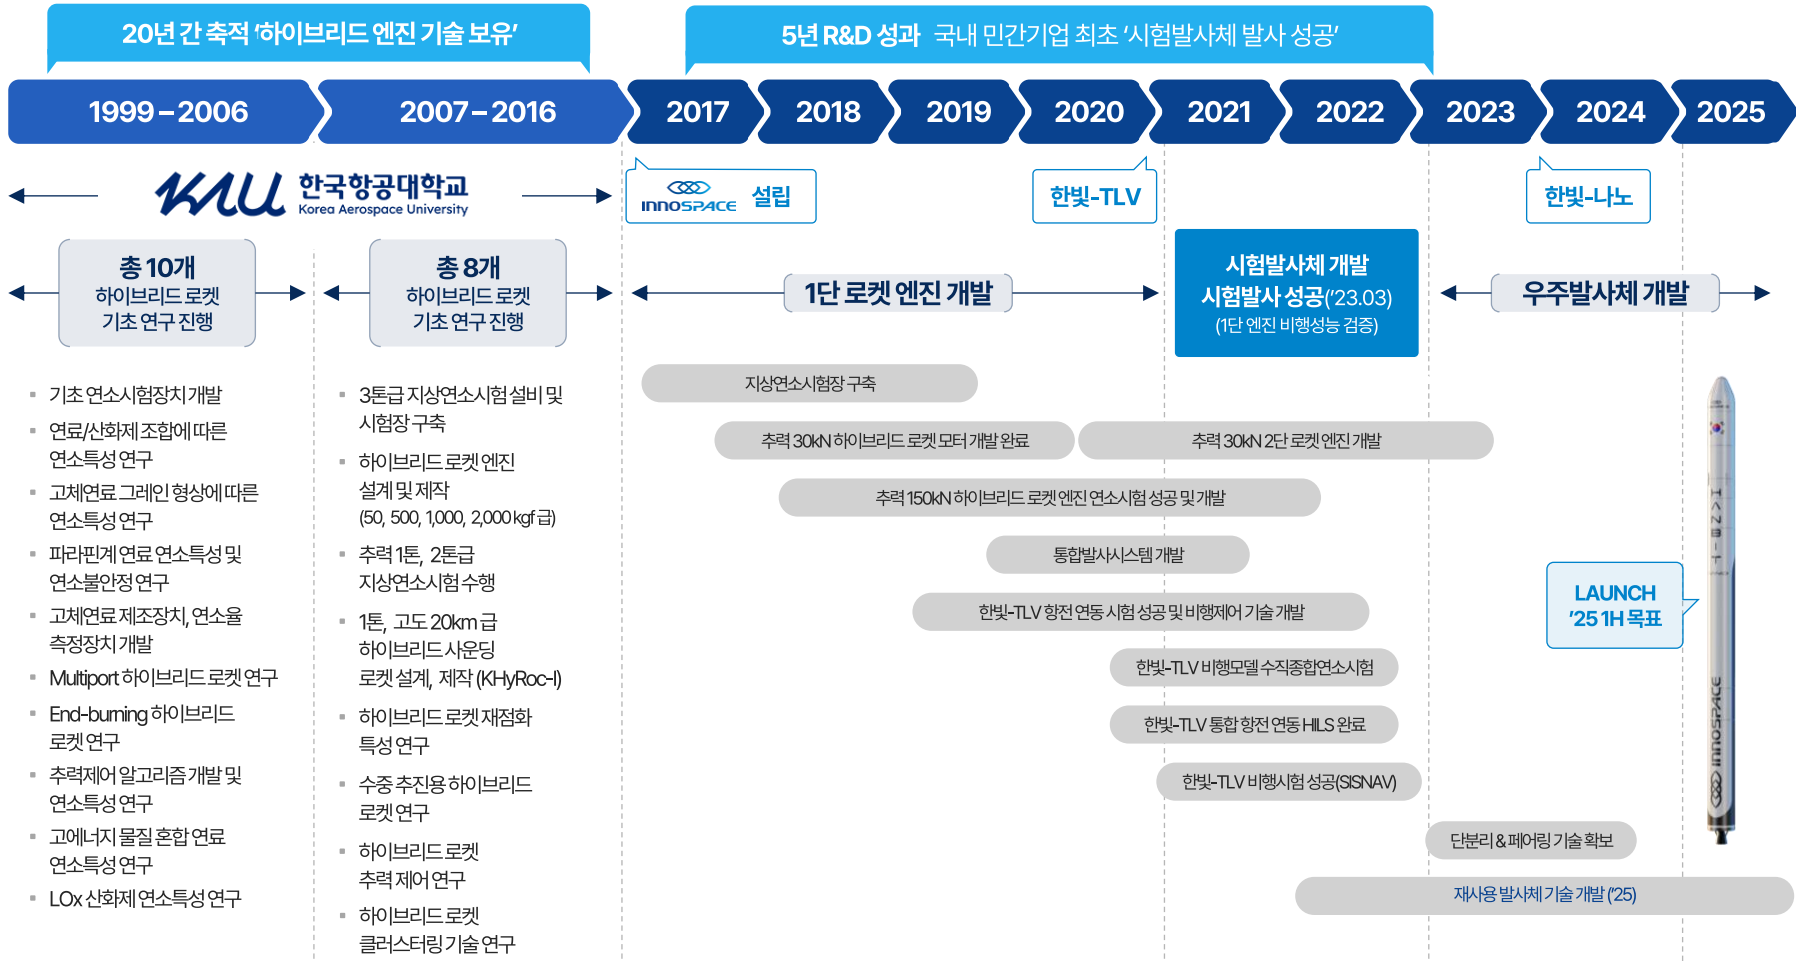 20년 간 축적 '하이브리드 엔진 기술 보유'
5년 R&D 성과 국내 민간기업 최초 '시험발사체 발사 성공'
1999 – 2006
2007 – 2016
2017
2018
2019
2020
2021
2022
2023
2024
2025
KAU 한국항공대학교
Korea Aerospace University
INNOSPACE 설립
한빛-TLV
한빛-나노
총 10개
하이브리드 로켓
기초 연구 진행
총 8개
하이브리드 로켓
기초 연구 진행
1단 로켓 엔진 개발
시험발사체 개발
시험발사 성공('23.03)
(1단 엔진 비행성능 검증)
우주발사체 개발
기초 연소시험장치 개발
연료/산화제 조합에 따른
연소특성 연구
고체연료 그레인 형상에 따른
연소특성 연구
파라핀계 연료 연소특성 및
연소불안정 연구
고체연료 제조장치, 연소율
측정장치 개발
Multiport 하이브리드 로켓 연구
End-burning 하이브리드
로켓 연구
추력제어 알고리즘 개발 및
연소특성 연구
고에너지 물질 혼합 연료
연소특성 연구
LOx 산화제 연소특성 연구
3톤급 지상연소시험 설비 및
시험장 구축
하이브리드 로켓 엔진
설계 및 제작
(50, 500, 1,000, 2,000 kgf 급)
추력 1톤, 2톤급
지상연소시험 수행
1톤, 고도 20km 급
하이브리드 사운딩
로켓 설계, 제작 (KHyRoc-I)
하이브리드 로켓 재점화
특성 연구
수중 추진용 하이브리드
로켓 연구
하이브리드 로켓
추력 제어 연구
하이브리드 로켓
클러스터링 기술 연구
지상연소시험장 구축
추력 30kN 하이브리드 로켓 모터 개발 완료
추력 30kN 2단 로켓 엔진 개발
추력 150kN 하이브리드 로켓 엔진 연소시험 성공 및 개발
통합발사시스템 개발
한빛-TLV 항전 연동 시험 성공 및 비행제어 기술 개발
한빛-TLV 비행모델 수직종합연소시험
한빛-TLV 통합 항전 연동 HILS 완료
한빛-TLV 비행시험 성공(SISNAV)
단분리 & 페어링 기술 확보
재사용 발사체 기술 개발 ('25)
LAUNCH
'25 1H 목표
HANBIT
INNOSPACE